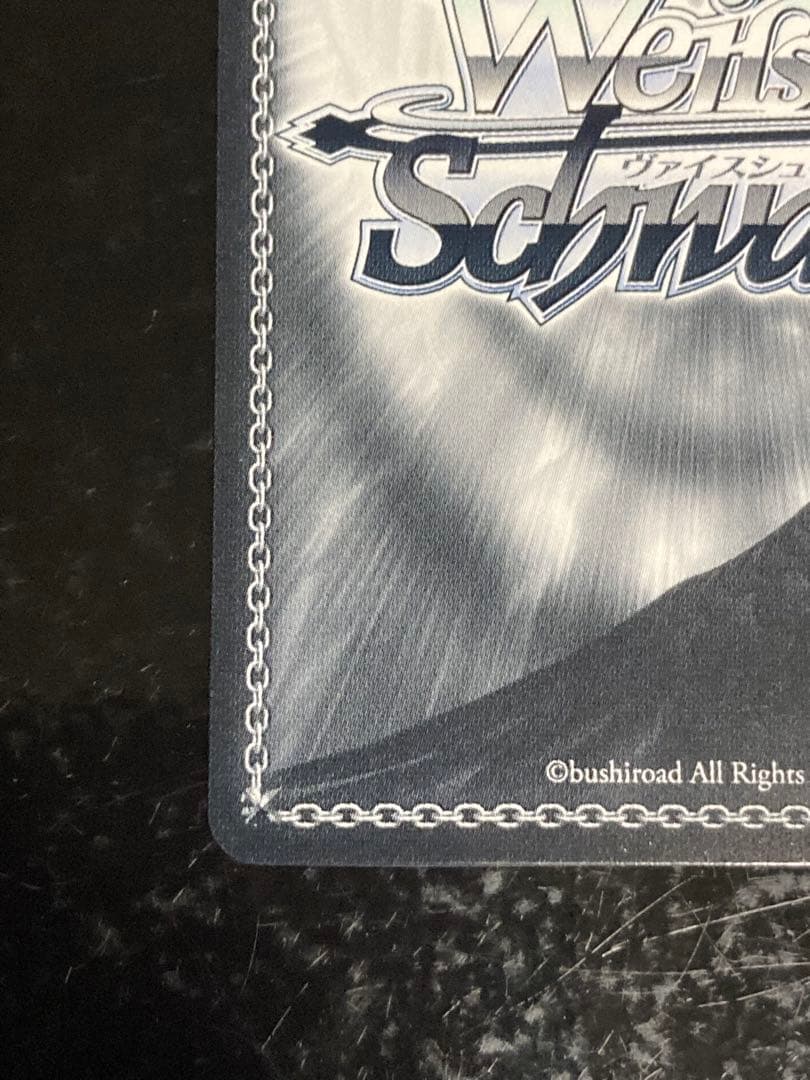 Weiß
ヴァイスシュ
Schwa
©bushiroad All Rights